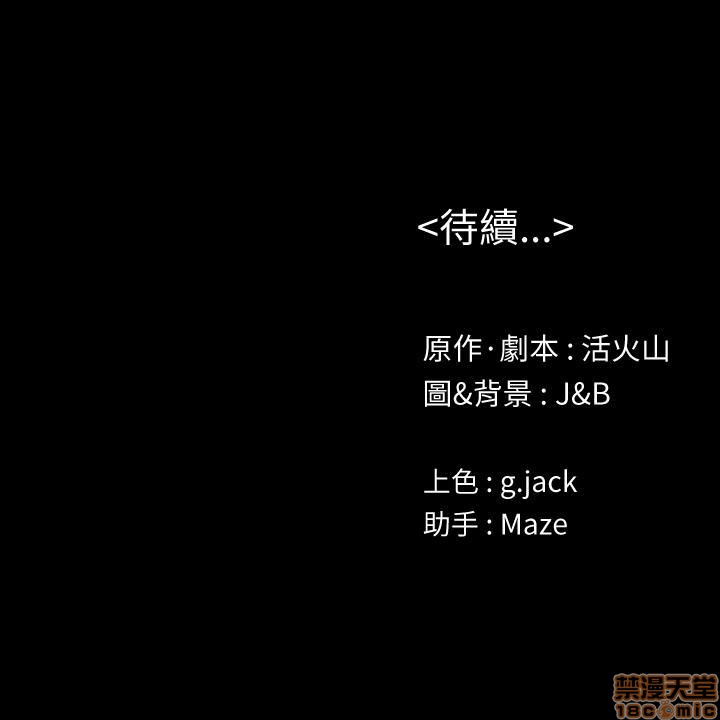 <待續...>
原作·劇本 : 活火山
圖&背景 : J&B
上色 : g.jack
助手 : Maze
禁漫天堂
18Comic